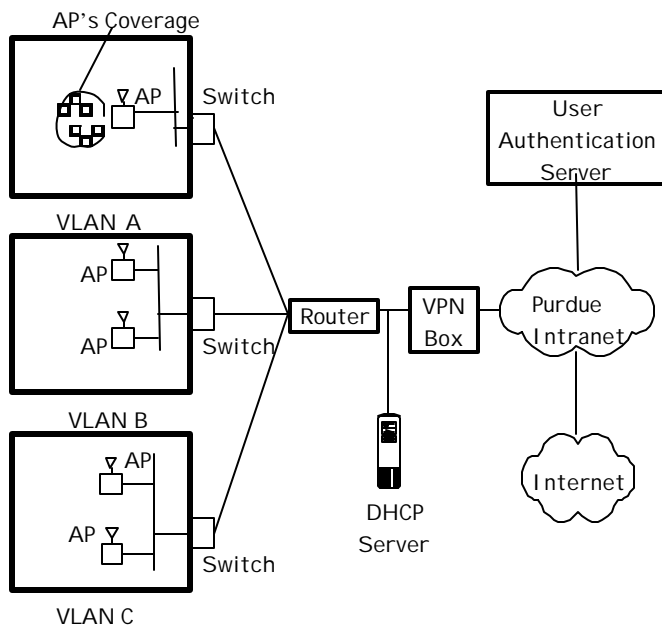 AP's Coverage
AP
Switch
VLAN A
AP
AP
Switch
VLAN B
AP
AP
Switch
VLAN C
Router
DHCP
Server
VPN
Box
User
Authentication
Server
Purdue
Intranet
Internet